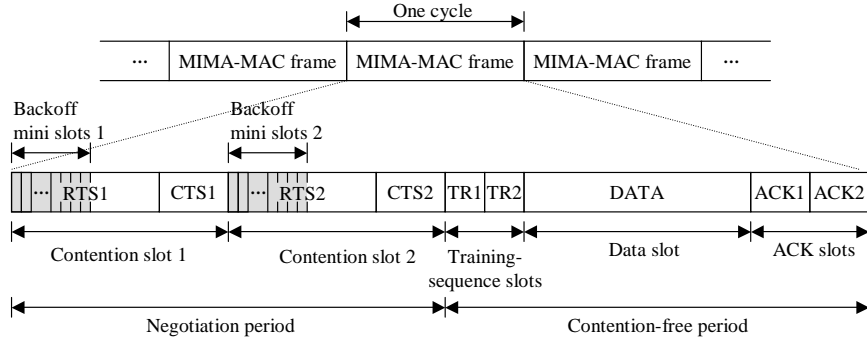 One cycle
... MIMA-MAC frame MIMA-MAC frame MIMA-MAC frame ...
Backoff
mini slots 1
Backoff
mini slots 2
... RTS1 CTS1 ... RTS2 CTS2 TR1 TR2 DATA ACK1 ACK2
Contention slot 1
Contention slot 2
Training-
sequence slots
Data slot
ACK slots
Negotiation period
Contention-free period